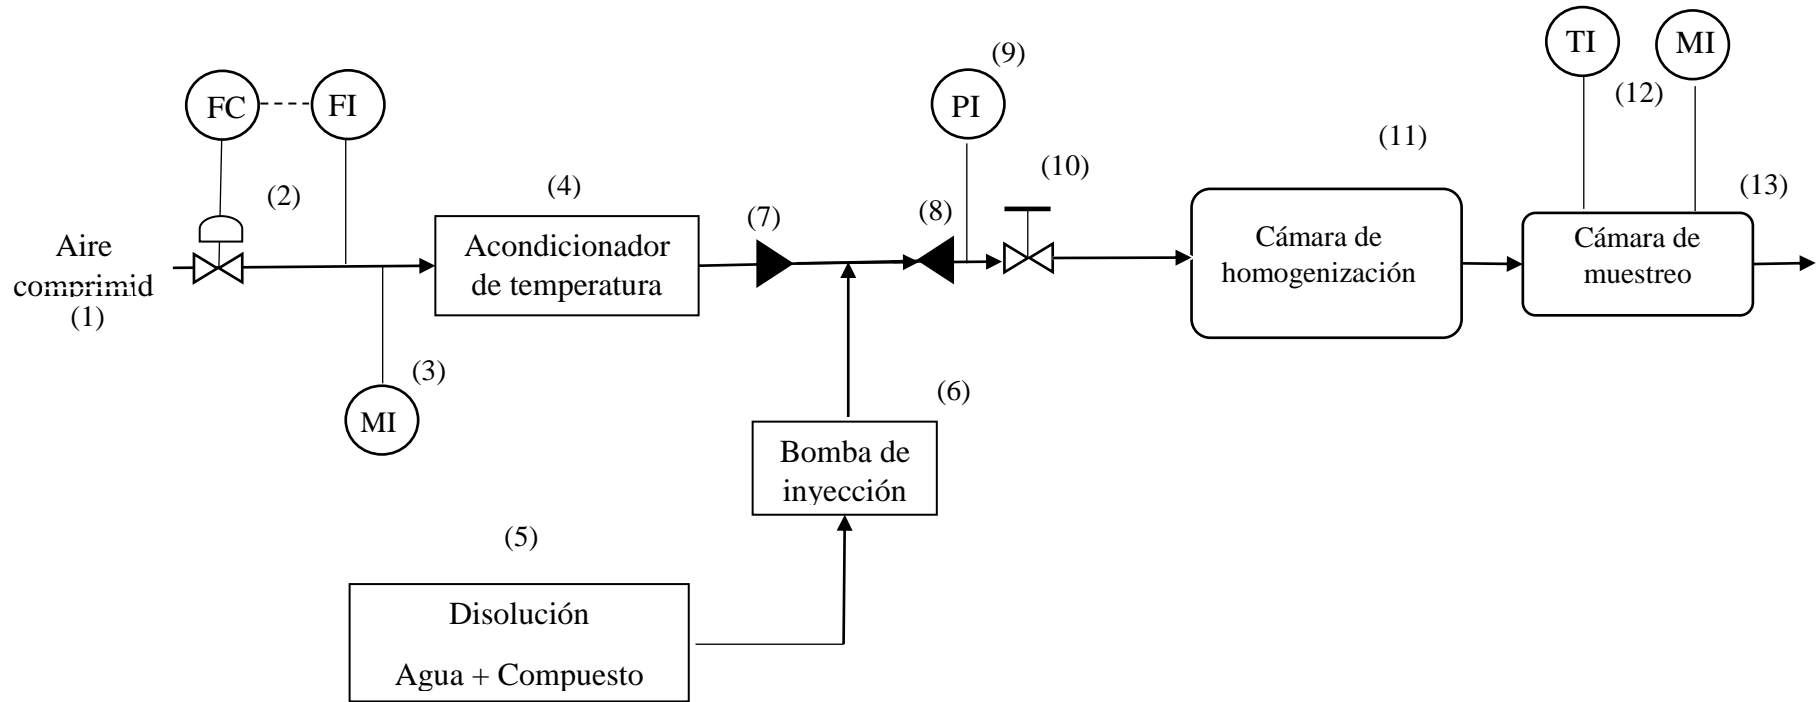 TI
MI
(9)
(12)
FC
FI
PI
(11)
(10)
(2)
(4)
(13)
(7)
(8)
Aire
comprimid
(1)
Acondicionador
de temperatura
Cámara de
homogenización
Cámara de
muestreo
(3)
MI
(6)
Bomba de
inyección
(5)
Disolución
Agua + Compuesto